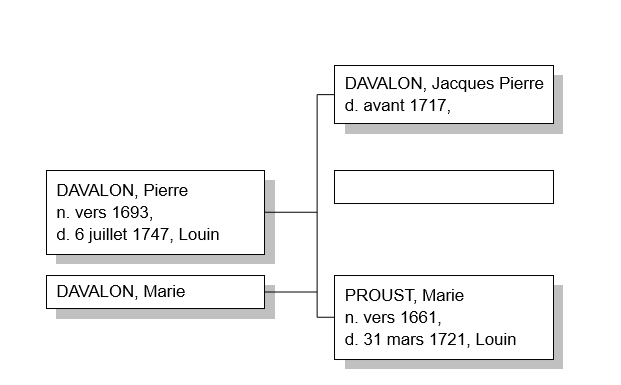 DAVALON, Jacques Pierre
d. avant 1717,
DAVALON, Pierre
n. vers 1693,
d. 6 juillet 1747, Louin
DAVALON, Marie
PROUST, Marie
n. vers 1661,
d. 31 mars 1721, Louin